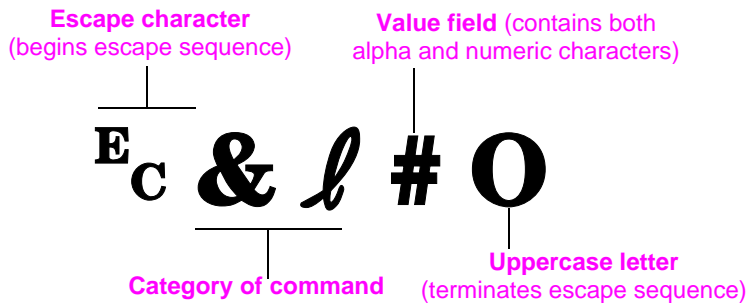 Escape character
(begins escape sequence)
Value field (contains both
alpha and numeric characters)
EC & ℓ # O
Category of command
Uppercase letter
(terminates escape sequence)